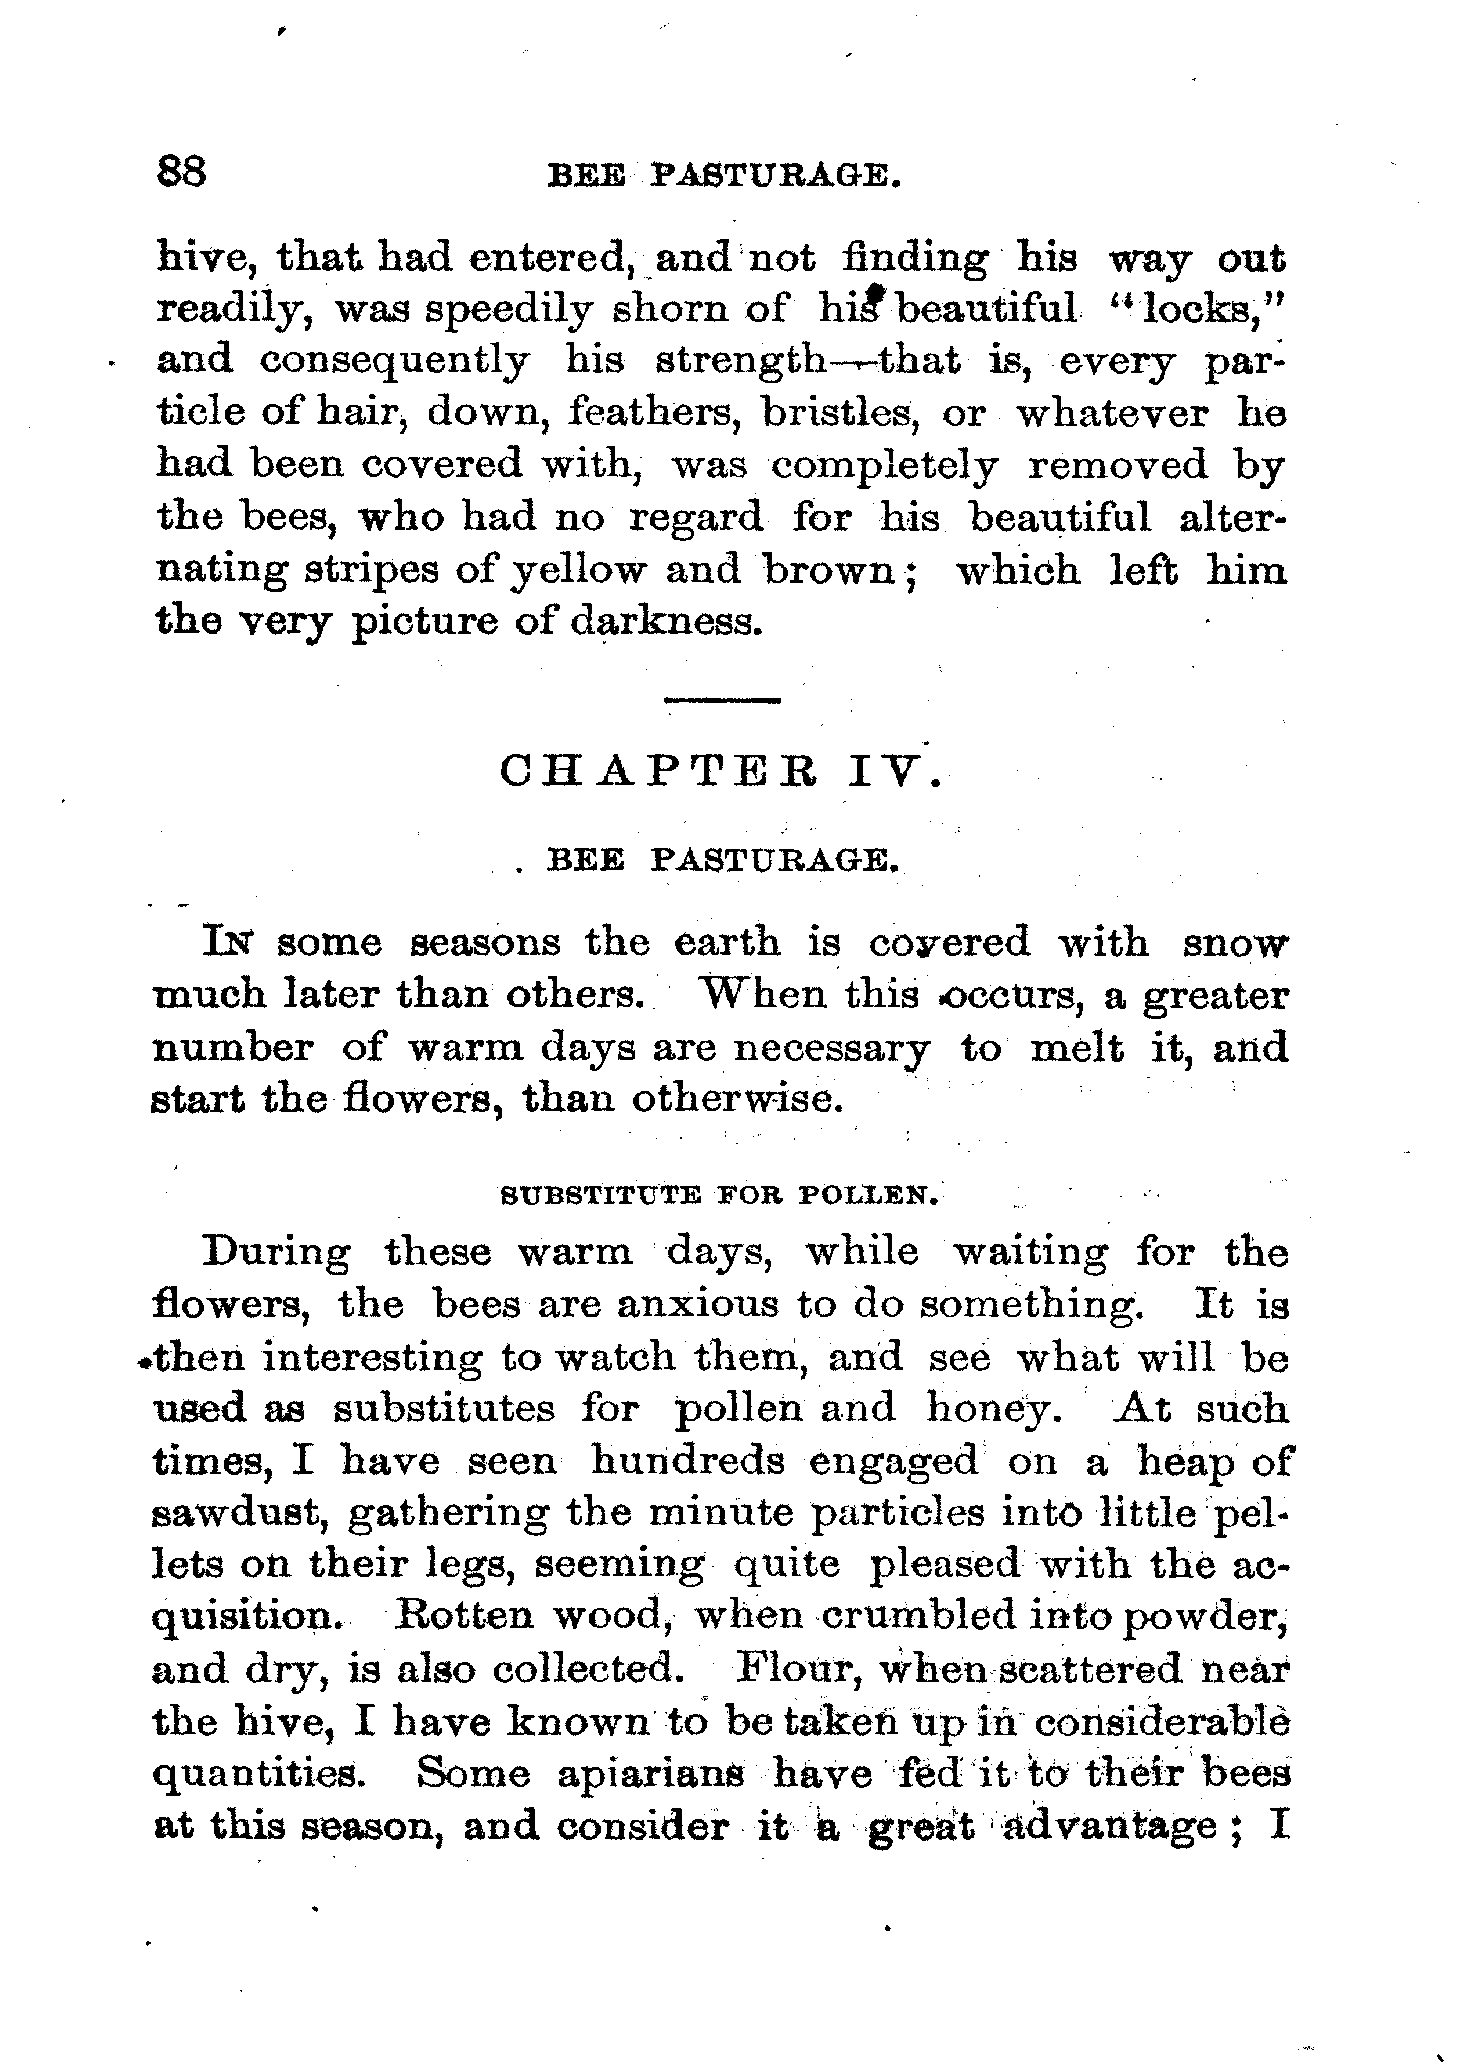 88 BEE PASTURAGE.
hive, that had entered, and not finding his way out
readily, was speedily shorn of his beautiful "locks,"
and consequently his strength—that is, every par-
ticle of hair, down, feathers, bristles, or whatever he
had been covered with, was completely removed by
the bees, who had no regard for his beautiful alter-
nating stripes of yellow and brown; which left him
the very picture of darkness.
CHAPTER IV.
BEE PASTURAGE.
In some seasons the earth is covered with snow
much later than others. When this occurs, a greater
number of warm days are necessary to melt it, and
start the flowers, than otherwise.
SUBSTITUTE FOR POLLEN.
During these warm days, while waiting for the
flowers, the bees are anxious to do something. It is
then interesting to watch them, and see what will be
used as substitutes for pollen and honey. At such
times, I have seen hundreds engaged on a heap of
sawdust, gathering the minute particles into little pel-
lets on their legs, seeming quite pleased with the ac-
quisition. Rotten wood, when crumbled into powder,
and dry, is also collected. Flour, when scattered near
the hive, I have known to be taken up in considerable
quantities. Some apiarians have fed it to their bees
at this season, and consider it a great advantage; I